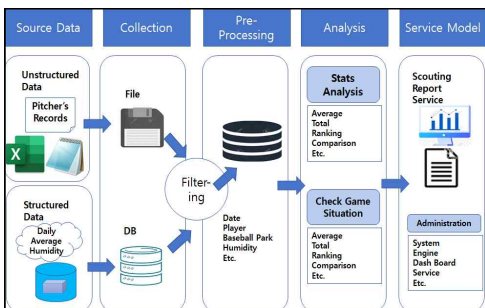 Source Data
Collection
Pre-
Processing
Analysis
Service Model
Unstructured
Data
Pitcher's
Records
X
File
Structured
Data
Daily
Average
Humidity
DB
Filter-
ing
Date
Player
Baseball Park
Humidity
Etc.
Stats
Analysis
Average
Total
Ranking
Comparison
Etc.
Check Game
Situation
Average
Total
Ranking
Comparison
Etc.
Scouting
Report
Service
Administration
System
Engine
Dash Board
Service
Etc.